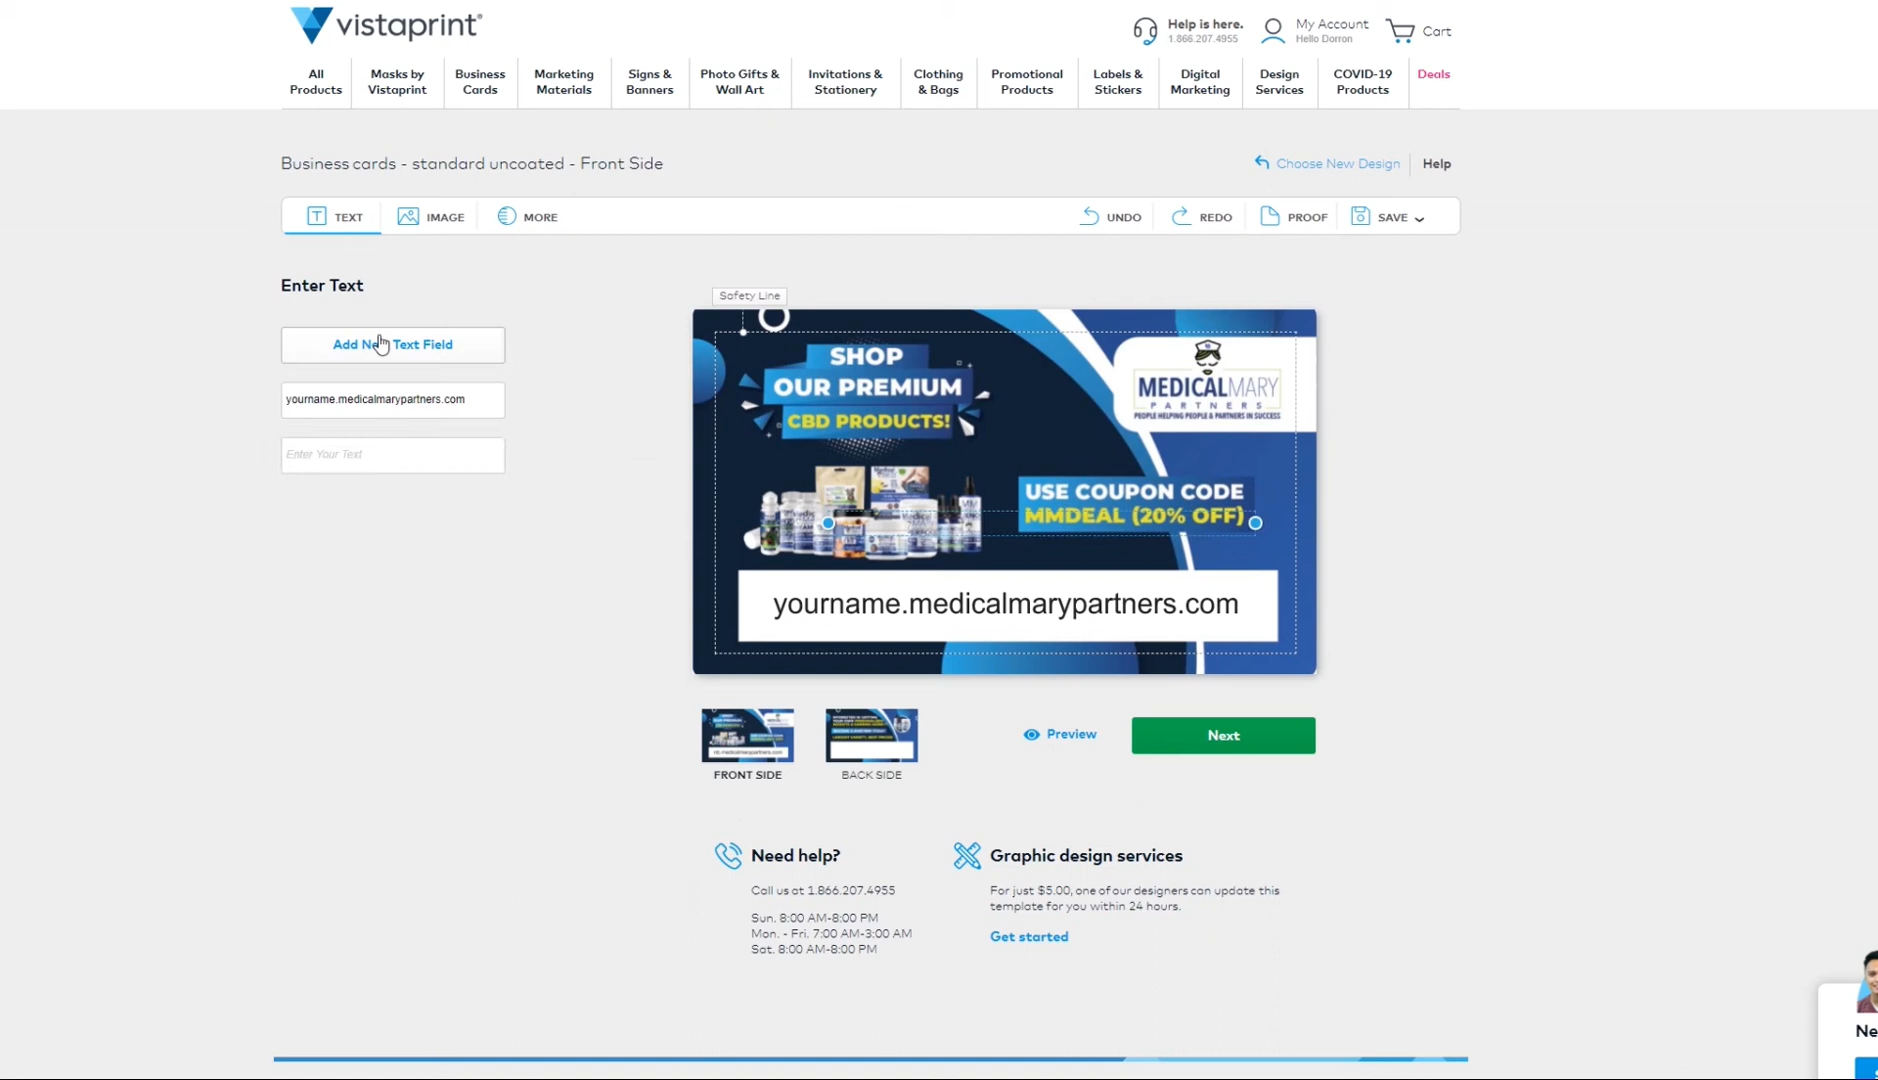 vistaprint
Help is here.
1.866.207.4955
My Account
Hello Dorron
Cart
All Products
Masks by Vistaprint
Business Cards
Marketing Materials
Signs & Banners
Photo Gifts & Wall Art
Invitations & Stationery
Clothing & Bags
Promotional Products
Labels & Stickers
Digital Marketing
Design Services
COVID-19 Products
Deals
Business cards - standard uncoated - Front Side
Choose New Design
Help
TEXT
IMAGE
MORE
UNDO
REDO
PROOF
SAVE
Enter Text
Add New Text Field
yourname.medicalmarypartners.com
Enter Your Text
Safety Line
SHOP
OUR PREMIUM
CBD PRODUCTS!
MEDICALMARY
PARTNERS
PEOPLE HELPING PEOPLE & PARTNERS IN SUCCESS
USE COUPON CODE
MMDEAL (20% OFF)
yourname.medicalmarypartners.com
FRONT SIDE
BACK SIDE
Preview
Next
Need help?
Call us at 1.866.207.4955
Sun. 8:00 AM-8:00 PM
Mon. - Fri. 7:00 AM-3:00 AM
Sat. 8:00 AM-8:00 PM
Graphic design services
For just $5.00, one of our designers can update this
template for you within 24 hours.
Get started
Ne